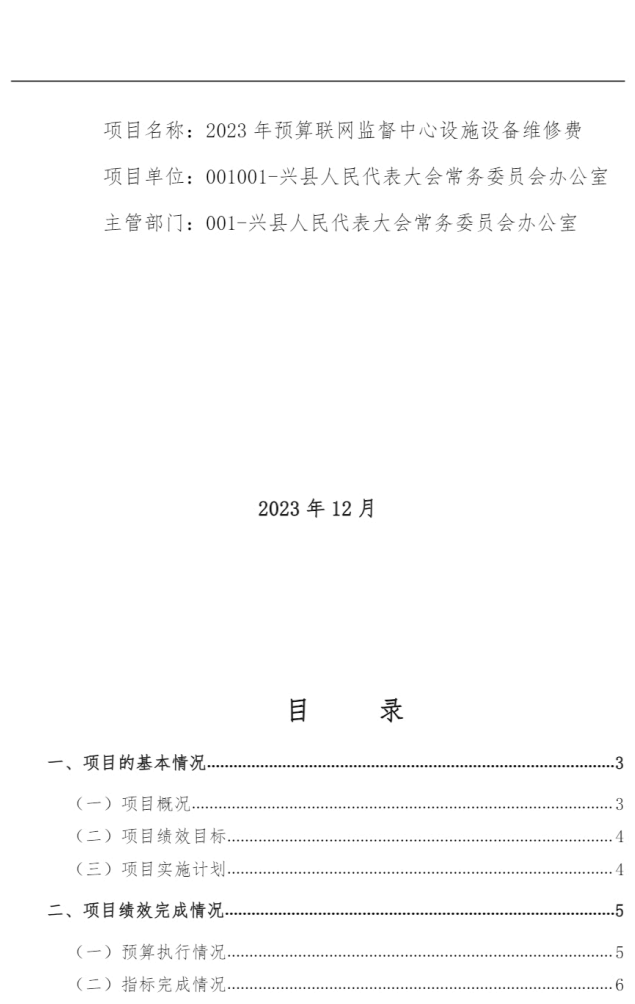 项目名称：2023 年预算联网监督中心设施设备维修费
项目单位：001001-兴县人民代表大会常务委员会办公室
主管部门：001-兴县人民代表大会常务委员会办公室
2023 年 12 月
目 录
一、项目的基本情况........................................3
（一）项目概况........................................3
（二）项目绩效目标........................................4
（三）项目实施计划........................................4
二、项目绩效完成情况........................................5
（一）预算执行情况........................................5
（二）指标完成情况........................................6